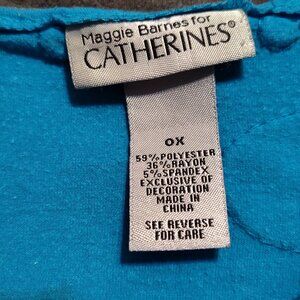 Maggie Barnes for
CATHERINES®
0X
59% POLYESTER
36% RAYON
5% SPANDEX
EXCLUSIVE OF
DECORATION
MADE IN
CHINA
SEE REVERSE
FOR CARE